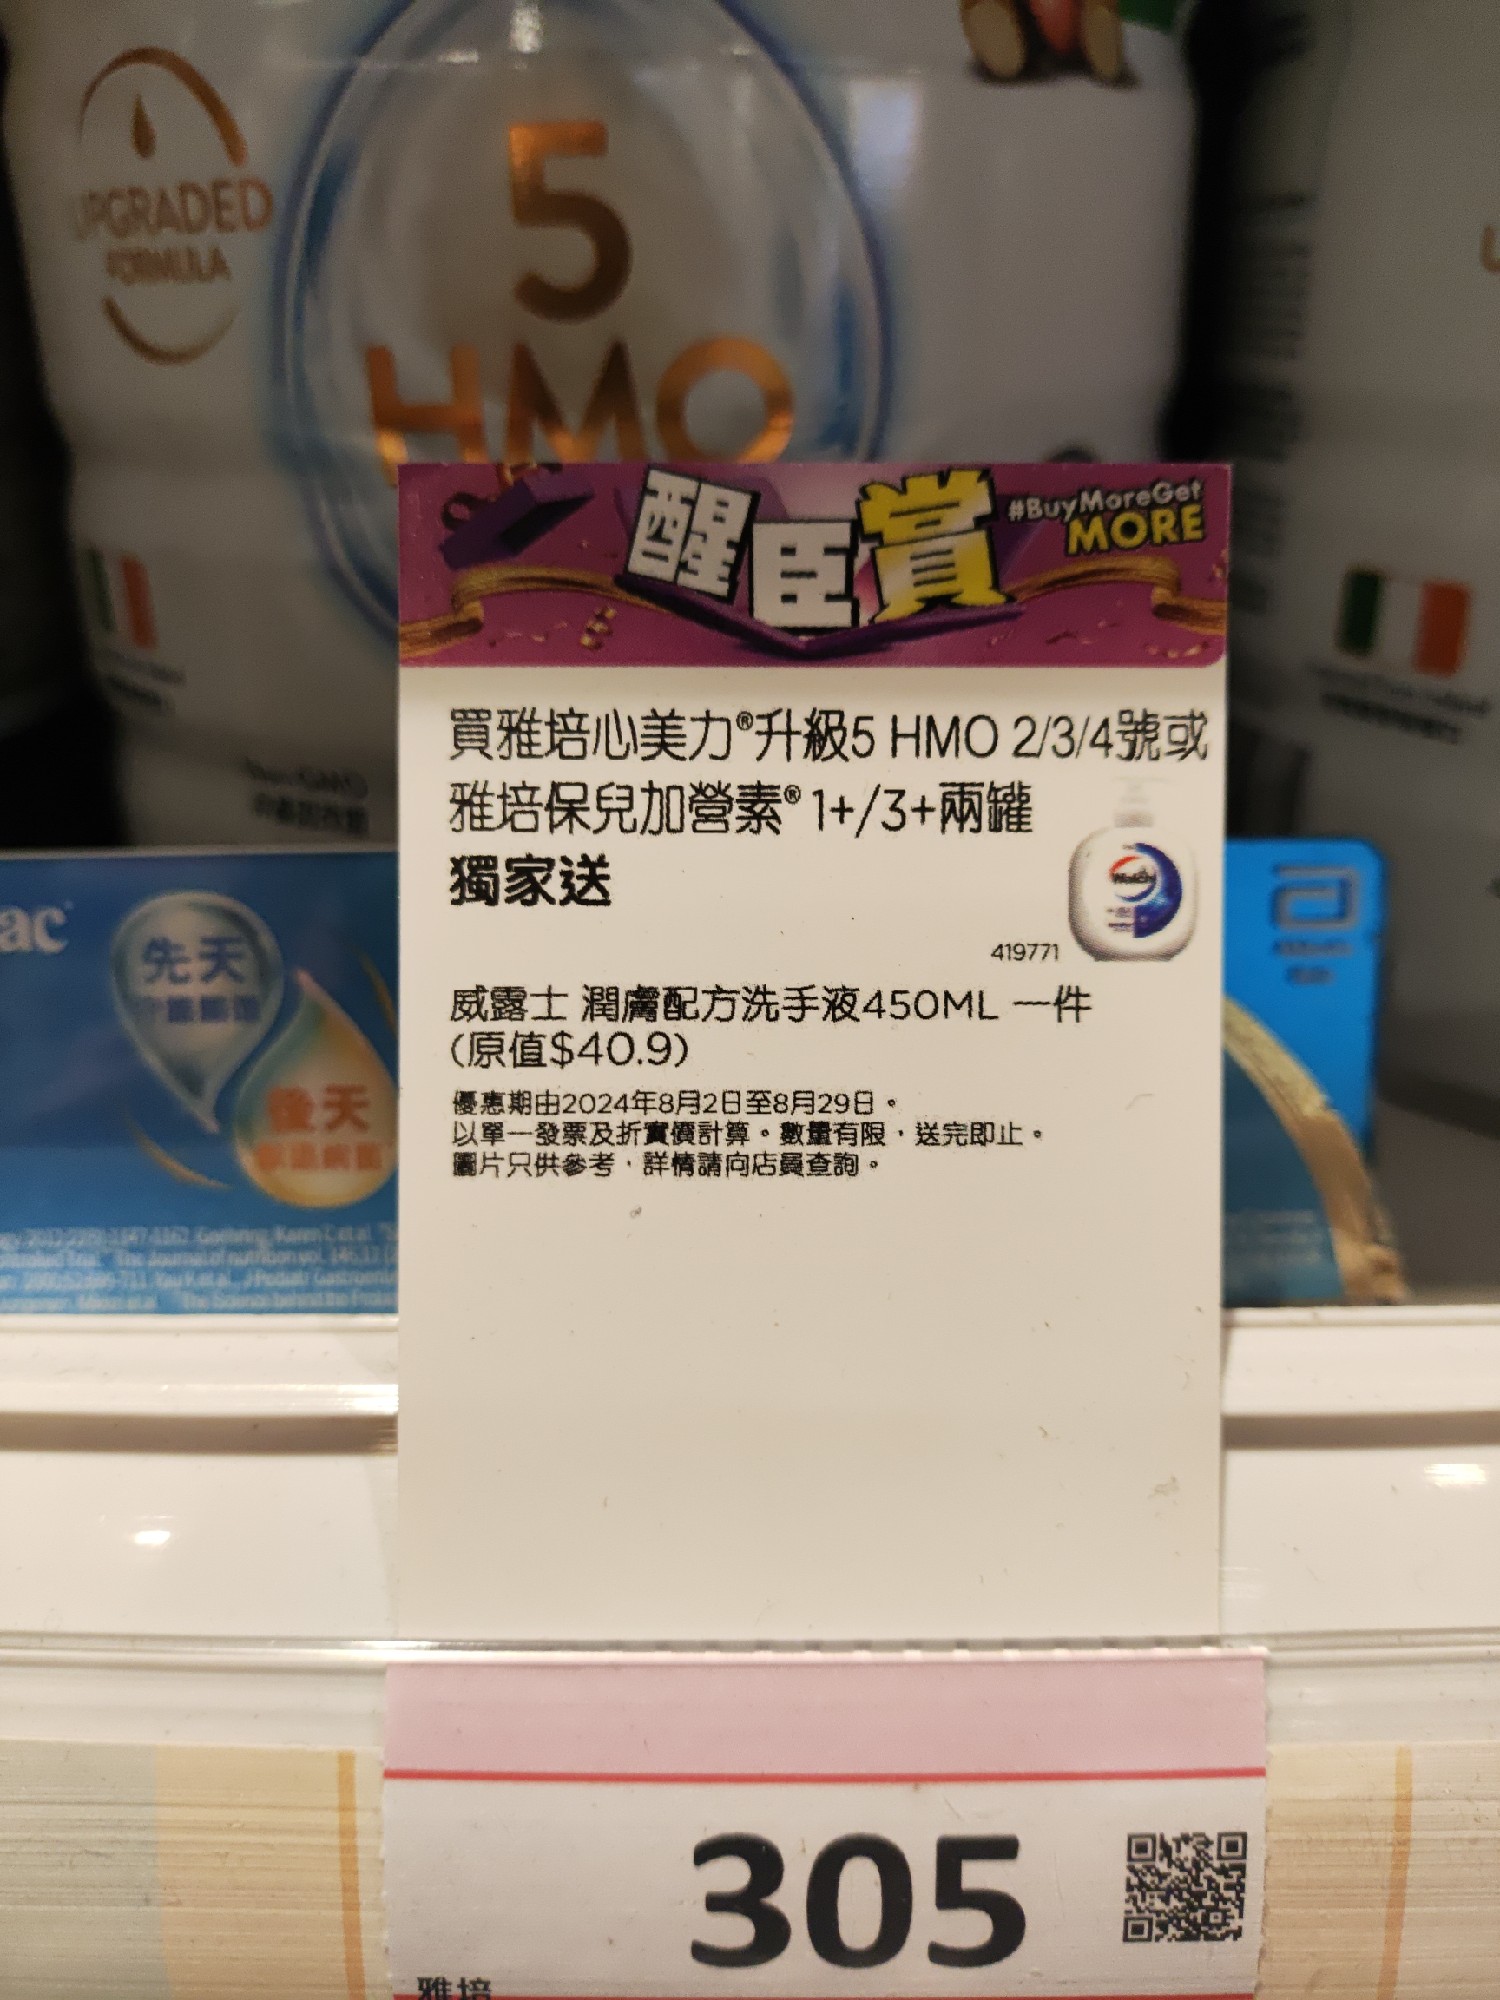 UPGRADED
FORMULA
5
HMO
醒臣賞
#BuyMoreGet
MORE
買雅培心美力®升級5 HMO 2/3/4號或
雅培保兒加營素® 1+/3+兩罐
獨家送
419771
威露士 潤膚配方洗手液450ML 一件
(原值$40.9)
優惠期由2024年8月2日至8月29日。
以單一發票及折實價計算。數量有限，送完即止。
圖片只供參考，詳情請向店員查詢。
ac
先天
後天
305
雅培